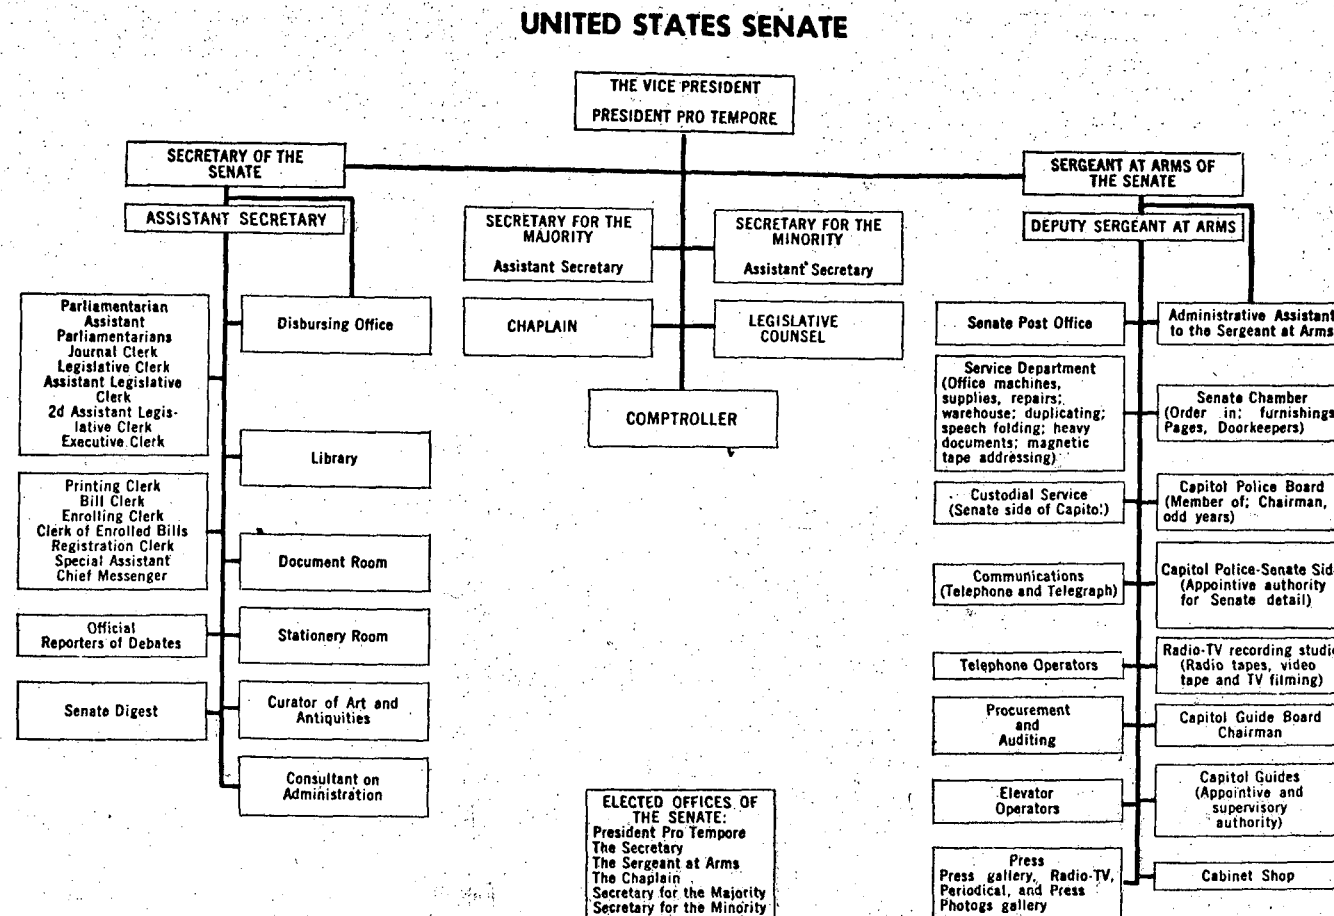 UNITED STATES SENATE
THE VICE PRESIDENT
PRESIDENT PRO TEMPORE
SECRETARY OF THE
SENATE
SERGEANT AT ARMS OF
THE SENATE
ASSISTANT SECRETARY
SECRETARY FOR THE
MAJORITY
Assistant Secretary
SECRETARY FOR THE
MINORITY
Assistant Secretary
DEPUTY SERGEANT AT ARMS
Parliamentarian
Assistant
Parliamentarians
Journal Clerk
Legislative Clerk
Assistant Legislative
Clerk
2d Assistant Legis-
lative Clerk
Executive Clerk
Disbursing Office
CHAPLAIN
LEGISLATIVE
COUNSEL
COMPTROLLER
Library
Printing Clerk
Bill Clerk
Enrolling Clerk
Clerk of Enrolled Bills
Registration Clerk
Special Assistant
Chief Messenger
Document Room
Official
Reporters of Debates
Stationery Room
Senate Digest
Curator of Art and
Antiquities
Consultant on
Administration
ELECTED OFFICES OF
THE SENATE:
President Pro Tempore
The Secretary
The Sergeant at Arms
The Chaplain
Secretary for the Majority
Secretary for the Minority
Senate Post Office
Administrative Assistant
to the Sergeant at Arms
Service Department
(Office machines,
supplies, repairs;
warehouse; duplicating;
speech folding; heavy
documents; magnetic
tape addressing)
Senate Chamber
(Order in; furnishings
Pages, Doorkeepers)
Custodial Service
(Senate side of Capitol)
Capitol Police Board
(Member of; Chairman,
odd years)
Communications
(Telephone and Telegraph)
Capitol Police-Senate Sid
(Appointive authority
for Senate detail)
Telephone Operators
Radio-TV recording studio
(Radio tapes, video
tape and TV filming)
Procurement
and
Auditing
Capitol Guide Board
Chairman
Elevator
Operators
Capitol Guides
(Appointive and
supervisory
authority)
Press
Press gallery, Radio-TV,
Periodical, and Press
Photogs gallery
Cabinet Shop